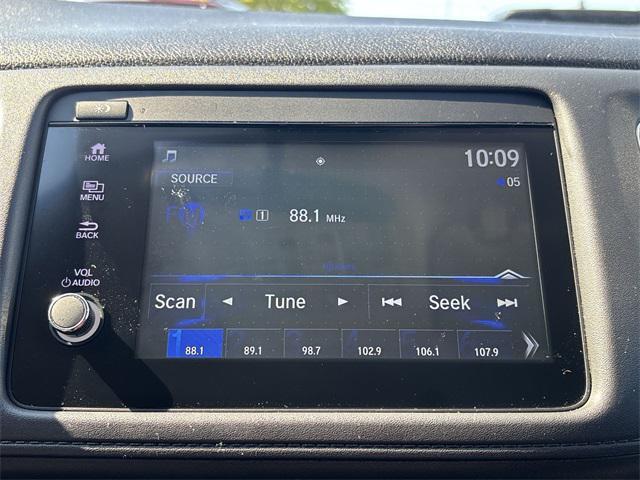 HOME
MENU
BACK
VOL
AUDIO
10:09
SOURCE
05
1 88.1 MHz
Scan Tune Seek
88.1 89.1 98.7 102.9 106.1 107.9